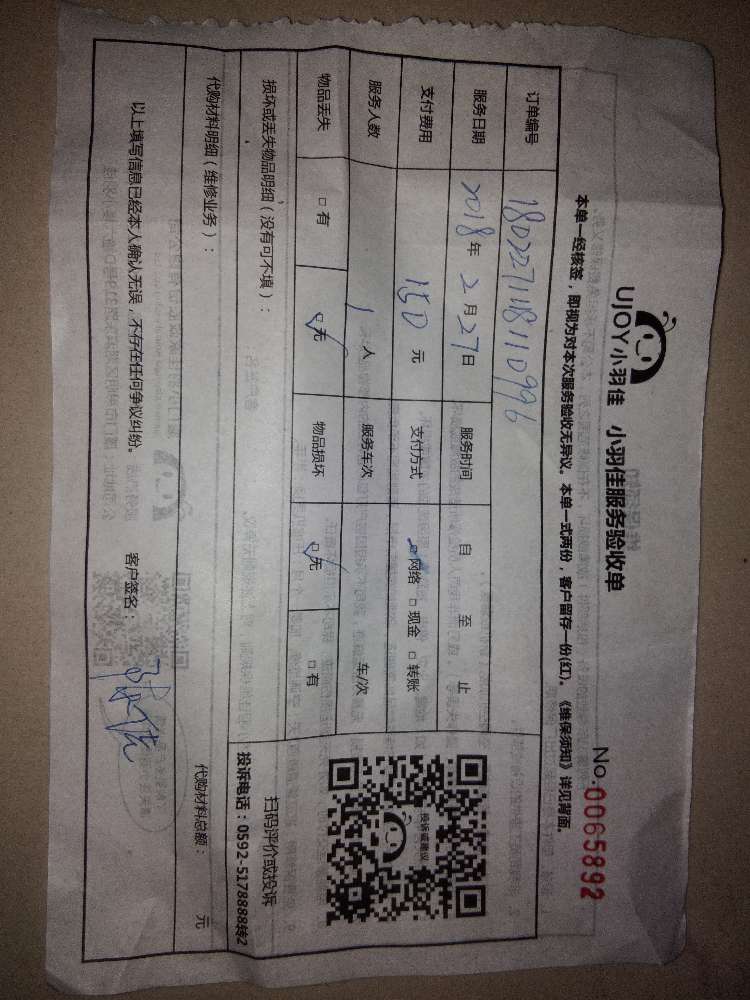 UJOY小羽佳 小羽佳服务验收单
No.0065892
本单一经核签，即视为对本次服务验收无异议。本单一式两份，客户留存一份(红)。《维保须知》详见背面。
订单编号 180227118110996
服务日期 2018年2月27日 服务时间 自 至 止
支付费用 150元 支付方式 ☑网络 □现金 □转账
服务人数 1人 服务车次 车/次
物品丢失 □有 ☑无 物品损坏 ☑无 □有
投诉或建议
扫码评价或投诉
投诉电话：0592-5178888转2
损坏或丢失物品明细（没有可不填）：
代购材料明细（维修业务）：
代购材料总额： 元
以上填写信息已经本人确认无误，不存在任何争议纠纷。 客户签名：